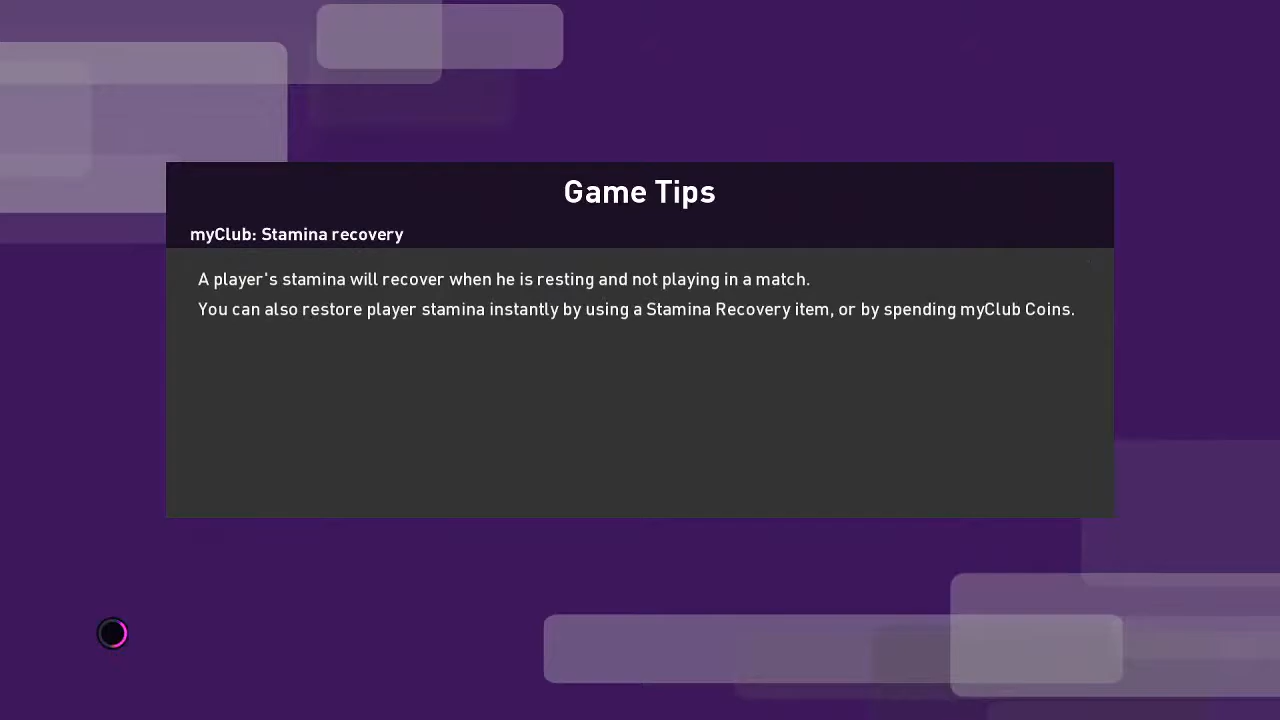 Game Tips
myClub: Stamina recovery
A player's stamina will recover when he is resting and not playing in a match.
You can also restore player stamina instantly by using a Stamina Recovery item, or by spending myClub Coins.